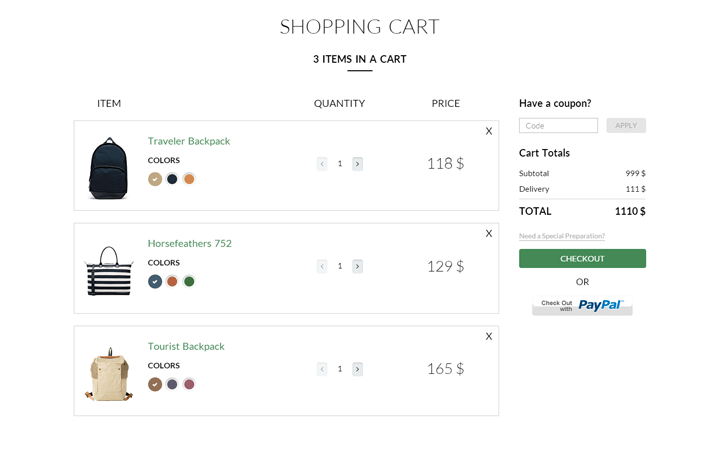 SHOPPING CART
3 ITEMS IN A CART
ITEM QUANTITY PRICE
X
Traveler Backpack
COLORS
< 1 >
118 $
X
Horsefeathers 752
COLORS
< 1 >
129 $
X
Tourist Backpack
COLORS
< 1 >
165 $
Have a coupon?
Code APPLY
Cart Totals
Subtotal 999 $
Delivery 111 $
TOTAL 1110 $
Need a Special Preparation?
CHECKOUT
OR
Check Out
with PayPal™